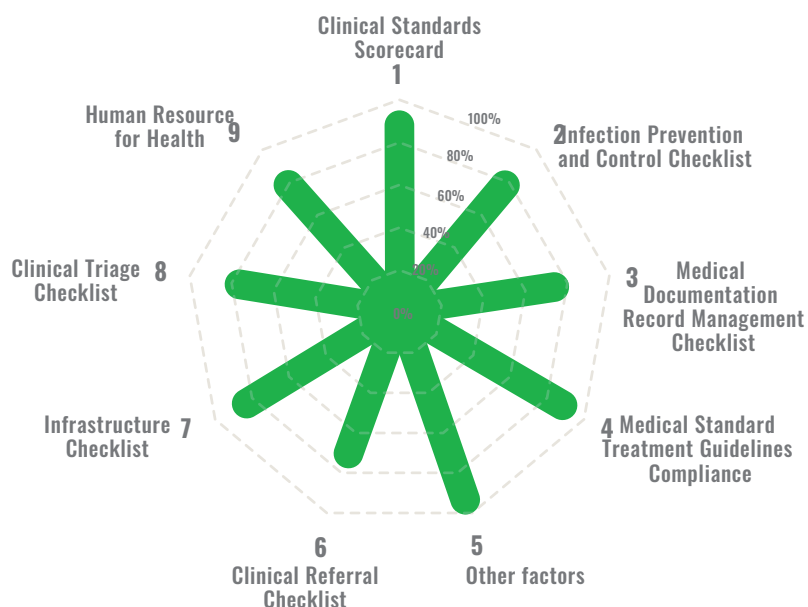 Clinical Standards
Scorecard
1
100%
80%
60%
40%
20%
0%
2
Infection Prevention
and Control Checklist
3
Medical
Documentation
Record Management
Checklist
4
Medical Standard
Treatment Guidelines
Compliance
5
Other factors
6
Clinical Referral
Checklist
7
Infrastructure
Checklist
8
Clinical Triage
Checklist
9
Human Resource
for Health